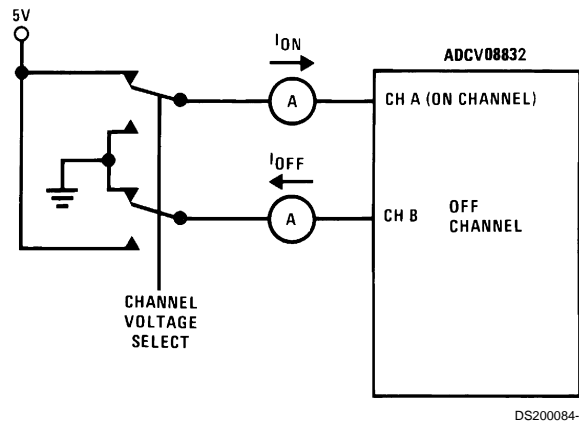 5V
ION
ADCV08832
A
CH A (ON CHANNEL)
IOFF
A
CH B
OFF
CHANNEL
CHANNEL
VOLTAGE
SELECT
DS200084-